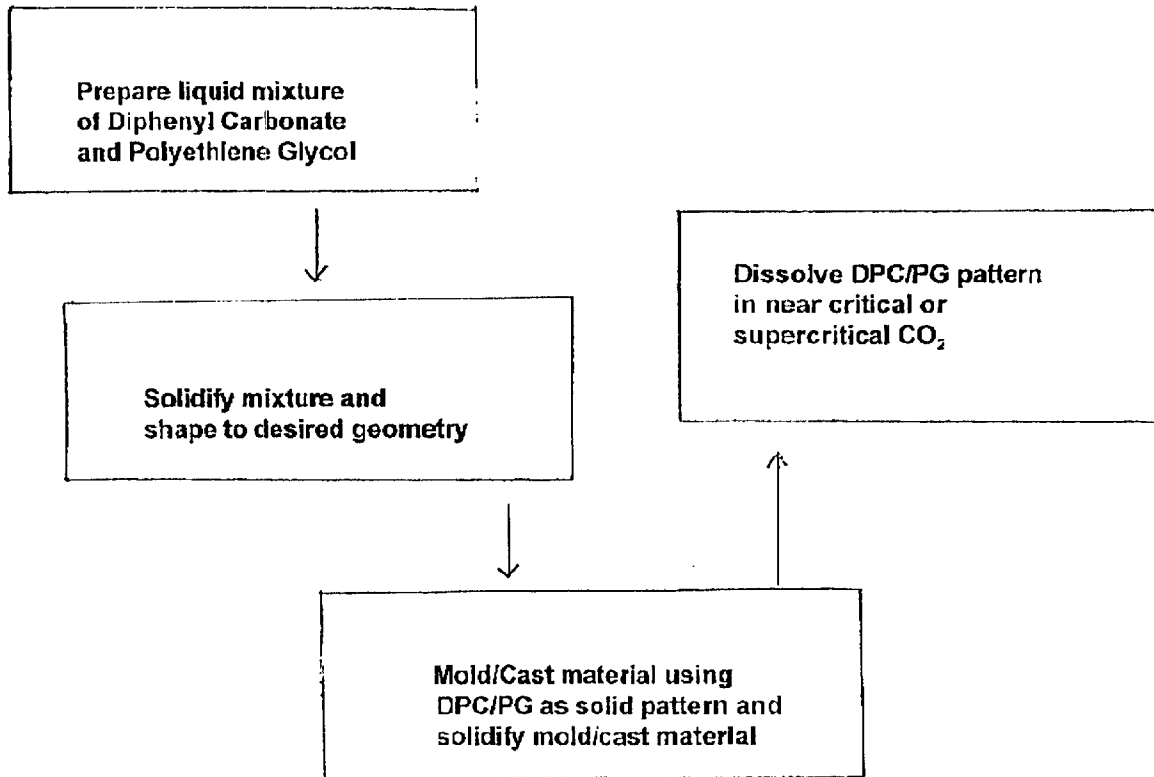 Prepare liquid mixture
of Diphenyl Carbonate
and Polyethlene Glycol
Solidify mixture and
shape to desired geometry
Mold/Cast material using
DPC/PG as solid pattern and
solidify mold/cast material
Dissolve DPC/PG pattern
in near critical or
supercritical CO₂